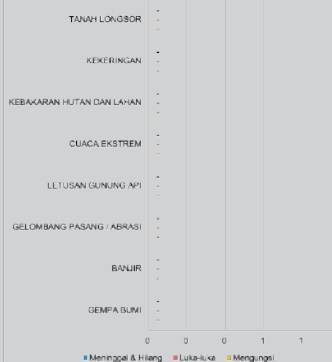 TANAH LONGSOR -
-
-
KEKERINGAN -
-
-
KEBAKARAN HUTAN DAN LAHAN -
-
-
CUACA EKSTREM -
-
-
LETUSAN GUNUNG API -
-
-
GELOMBANG PASANG / ABRASI -
-
-
BANJIR -
-
-
GEMPA BUMI -
-
-
0 0 0 1 1
Meninggal & Hilang Luka-luka Mengungsi